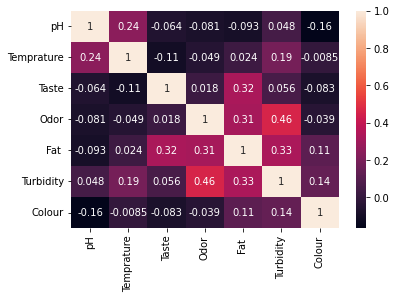 pH 1 0.24 -0.064 -0.081 -0.093 0.048 -0.16
Temprature 0.24 1 -0.11 -0.049 0.024 0.19 -0.0085
Taste -0.064 -0.11 1 0.018 0.32 0.056 -0.083
Odor -0.081 -0.049 0.018 1 0.31 0.46 -0.039
Fat -0.093 0.024 0.32 0.31 1 0.33 0.11
Turbidity 0.048 0.19 0.056 0.46 0.33 1 0.14
Colour -0.16 -0.0085 -0.083 -0.039 0.11 0.14 1
pH Temprature Taste Odor Fat Turbidity Colour
1.0
0.8
0.6
0.4
0.2
0.0